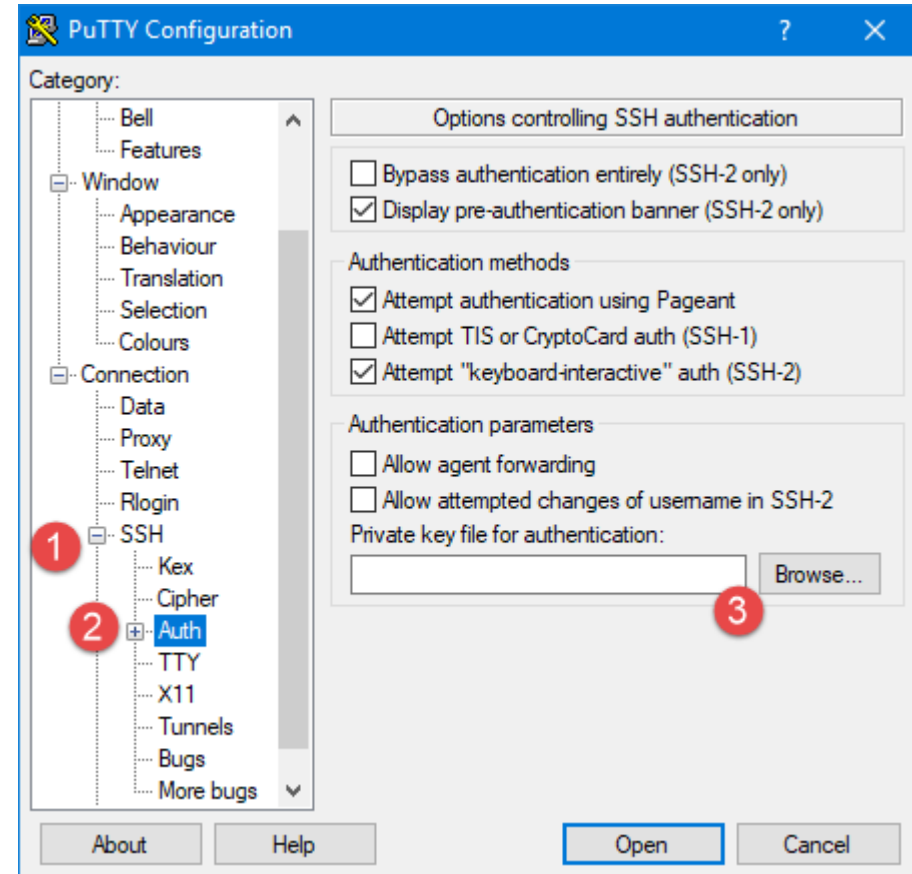 PuTTY Configuration
?
Category:
Bell
Features
Window
Appearance
Behaviour
Translation
Selection
Colours
Connection
Data
Proxy
Telnet
Rlogin
1
SSH
Kex
Cipher
2
Auth
TTY
X11
Tunnels
Bugs
More bugs
Options controlling SSH authentication
Bypass authentication entirely (SSH-2 only)
Display pre-authentication banner (SSH-2 only)
Authentication methods
Attempt authentication using Pageant
Attempt TIS or CryptoCard auth (SSH-1)
Attempt "keyboard-interactive" auth (SSH-2)
Authentication parameters
Allow agent forwarding
Allow attempted changes of username in SSH-2
Private key file for authentication:
Browse...
3
About
Help
Open
Cancel